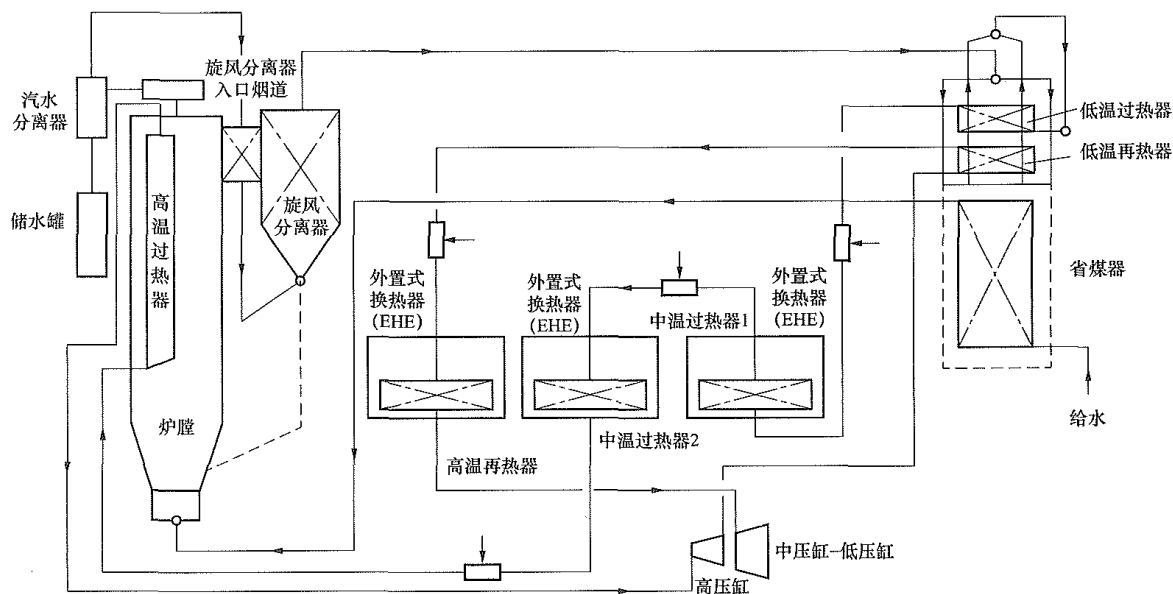 旋风分离器
入口烟道
汽水
分离器
储水罐
高温过热器
旋风
分离器
炉膛
低温过热器
低温再热器
省煤器
给水
外置式
换热器
(EHE)
外置式
换热器
(EHE)
外置式
换热器
(EHE)
中温过热器1
中温过热器2
高温再热器
中压缸-低压缸
高压缸